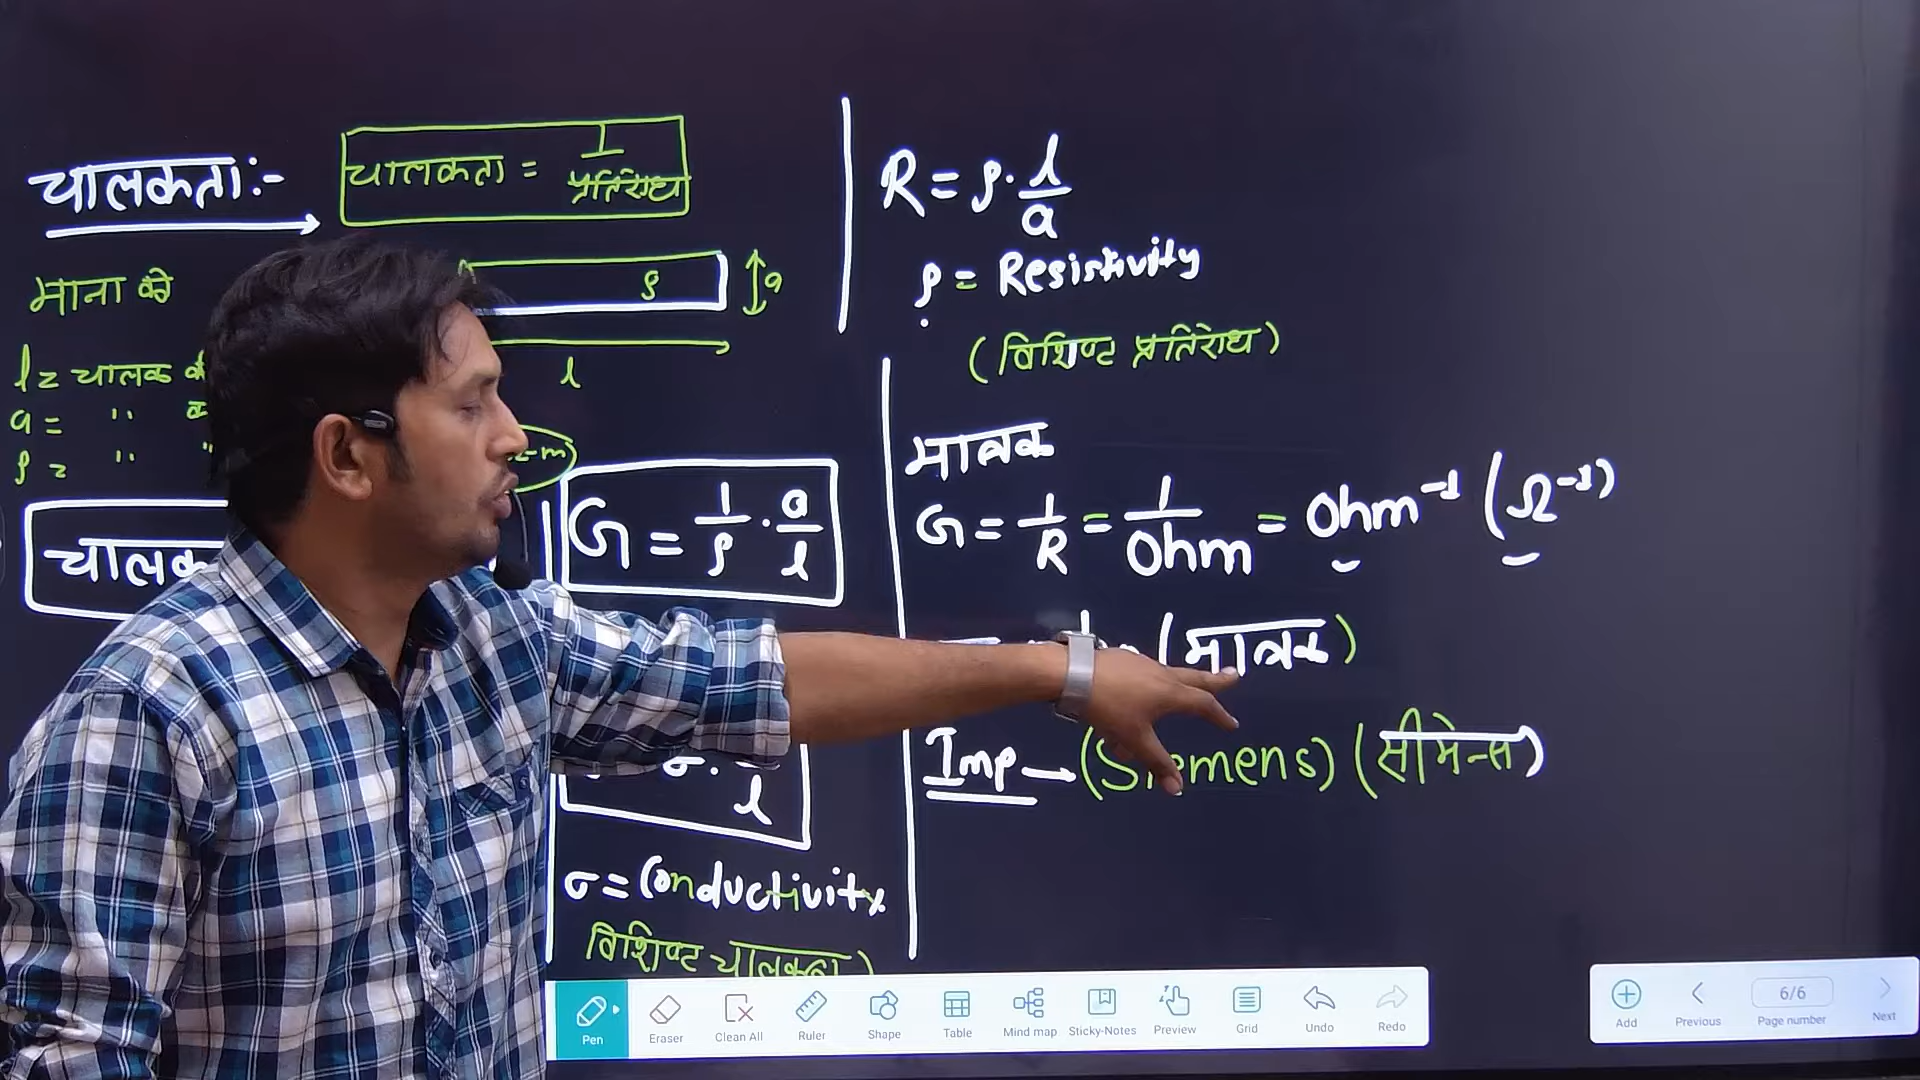 चालकता:-
चालकता = 1/प्रतिरोध
माना की
ρ
a
l
l = चालक
a = "
ρ = " "
Ω-m
G = 1/ρ · a/l
σ = Conductivity
विशिष्ट चालकता)
R = ρ · l/a
ρ = Resistivity
(विशिष्ट प्रतिरोध)
मात्रक
G = 1/R = 1/Ohm = Ohm⁻¹ (Ω⁻¹)
(मात्रक)
Imp → (Siemens) (सीमेन्स)
Pen
Eraser
Clean All
Ruler
Shape
Table
Mind map
Sticky-Notes
Preview
Grid
Undo
Redo
Add
Previous
6/6
Page number
Next